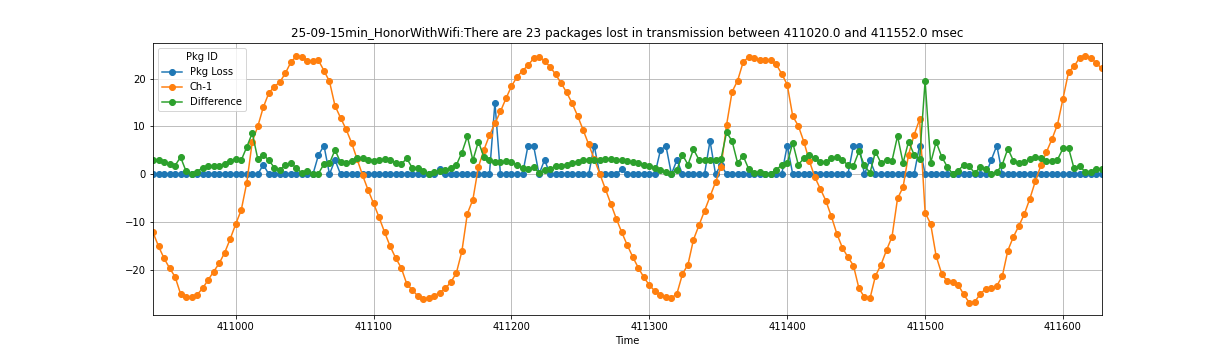 25-09-15min_HonorWithWifi:There are 23 packages lost in transmission between 411020.0 and 411552.0 msec
Pkg ID
Pkg Loss
Ch-1
Difference
20
10
0
−10
−20
411000 411100 411200 411300 411400 411500 411600
Time